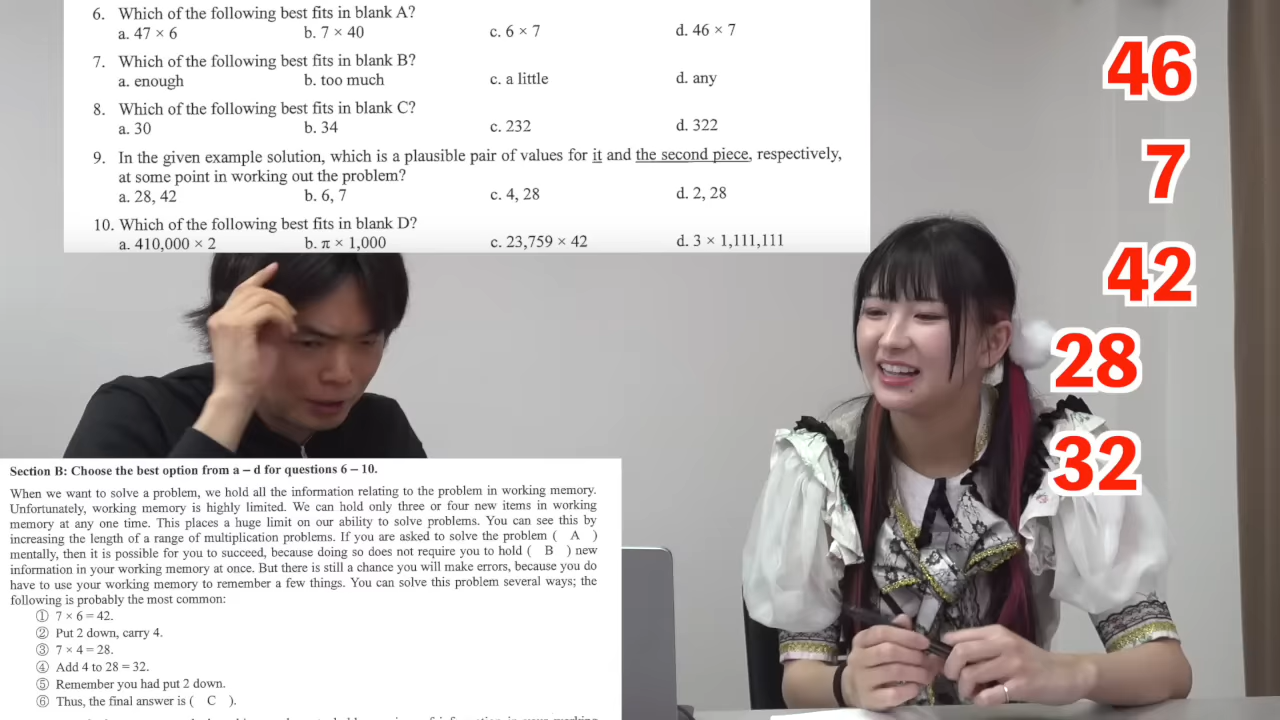 6. Which of the following best fits in blank A?
a. 47 × 6 b. 7 × 40 c. 6 × 7 d. 46 × 7
7. Which of the following best fits in blank B?
a. enough b. too much c. a little d. any
8. Which of the following best fits in blank C?
a. 30 b. 34 c. 232 d. 322
9. In the given example solution, which is a plausible pair of values for it and the second piece, respectively,
at some point in working out the problem?
a. 28, 42 b. 6, 7 c. 4, 28 d. 2, 28
10. Which of the following best fits in blank D?
a. 410,000 × 2 b. π × 1,000 c. 23,759 × 42 d. 3 × 1,111,111
46
7
42
28
32
Section B: Choose the best option from a – d for questions 6 – 10.
When we want to solve a problem, we hold all the information relating to the problem in working memory.
Unfortunately, working memory is highly limited. We can hold only three or four new items in working
memory at any one time. This places a huge limit on our ability to solve problems. You can see this by
increasing the length of a range of multiplication problems. If you are asked to solve the problem ( A )
mentally, then it is possible for you to succeed, because doing so does not require you to hold ( B ) new
information in your working memory at once. But there is still a chance you will make errors, because you do
have to use your working memory to remember a few things. You can solve this problem several ways; the
following is probably the most common:
① 7 × 6 = 42.
② Put 2 down, carry 4.
③ 7 × 4 = 28.
④ Add 4 to 28 = 32.
⑤ Remember you had put 2 down.
⑥ Thus, the final answer is ( C ).